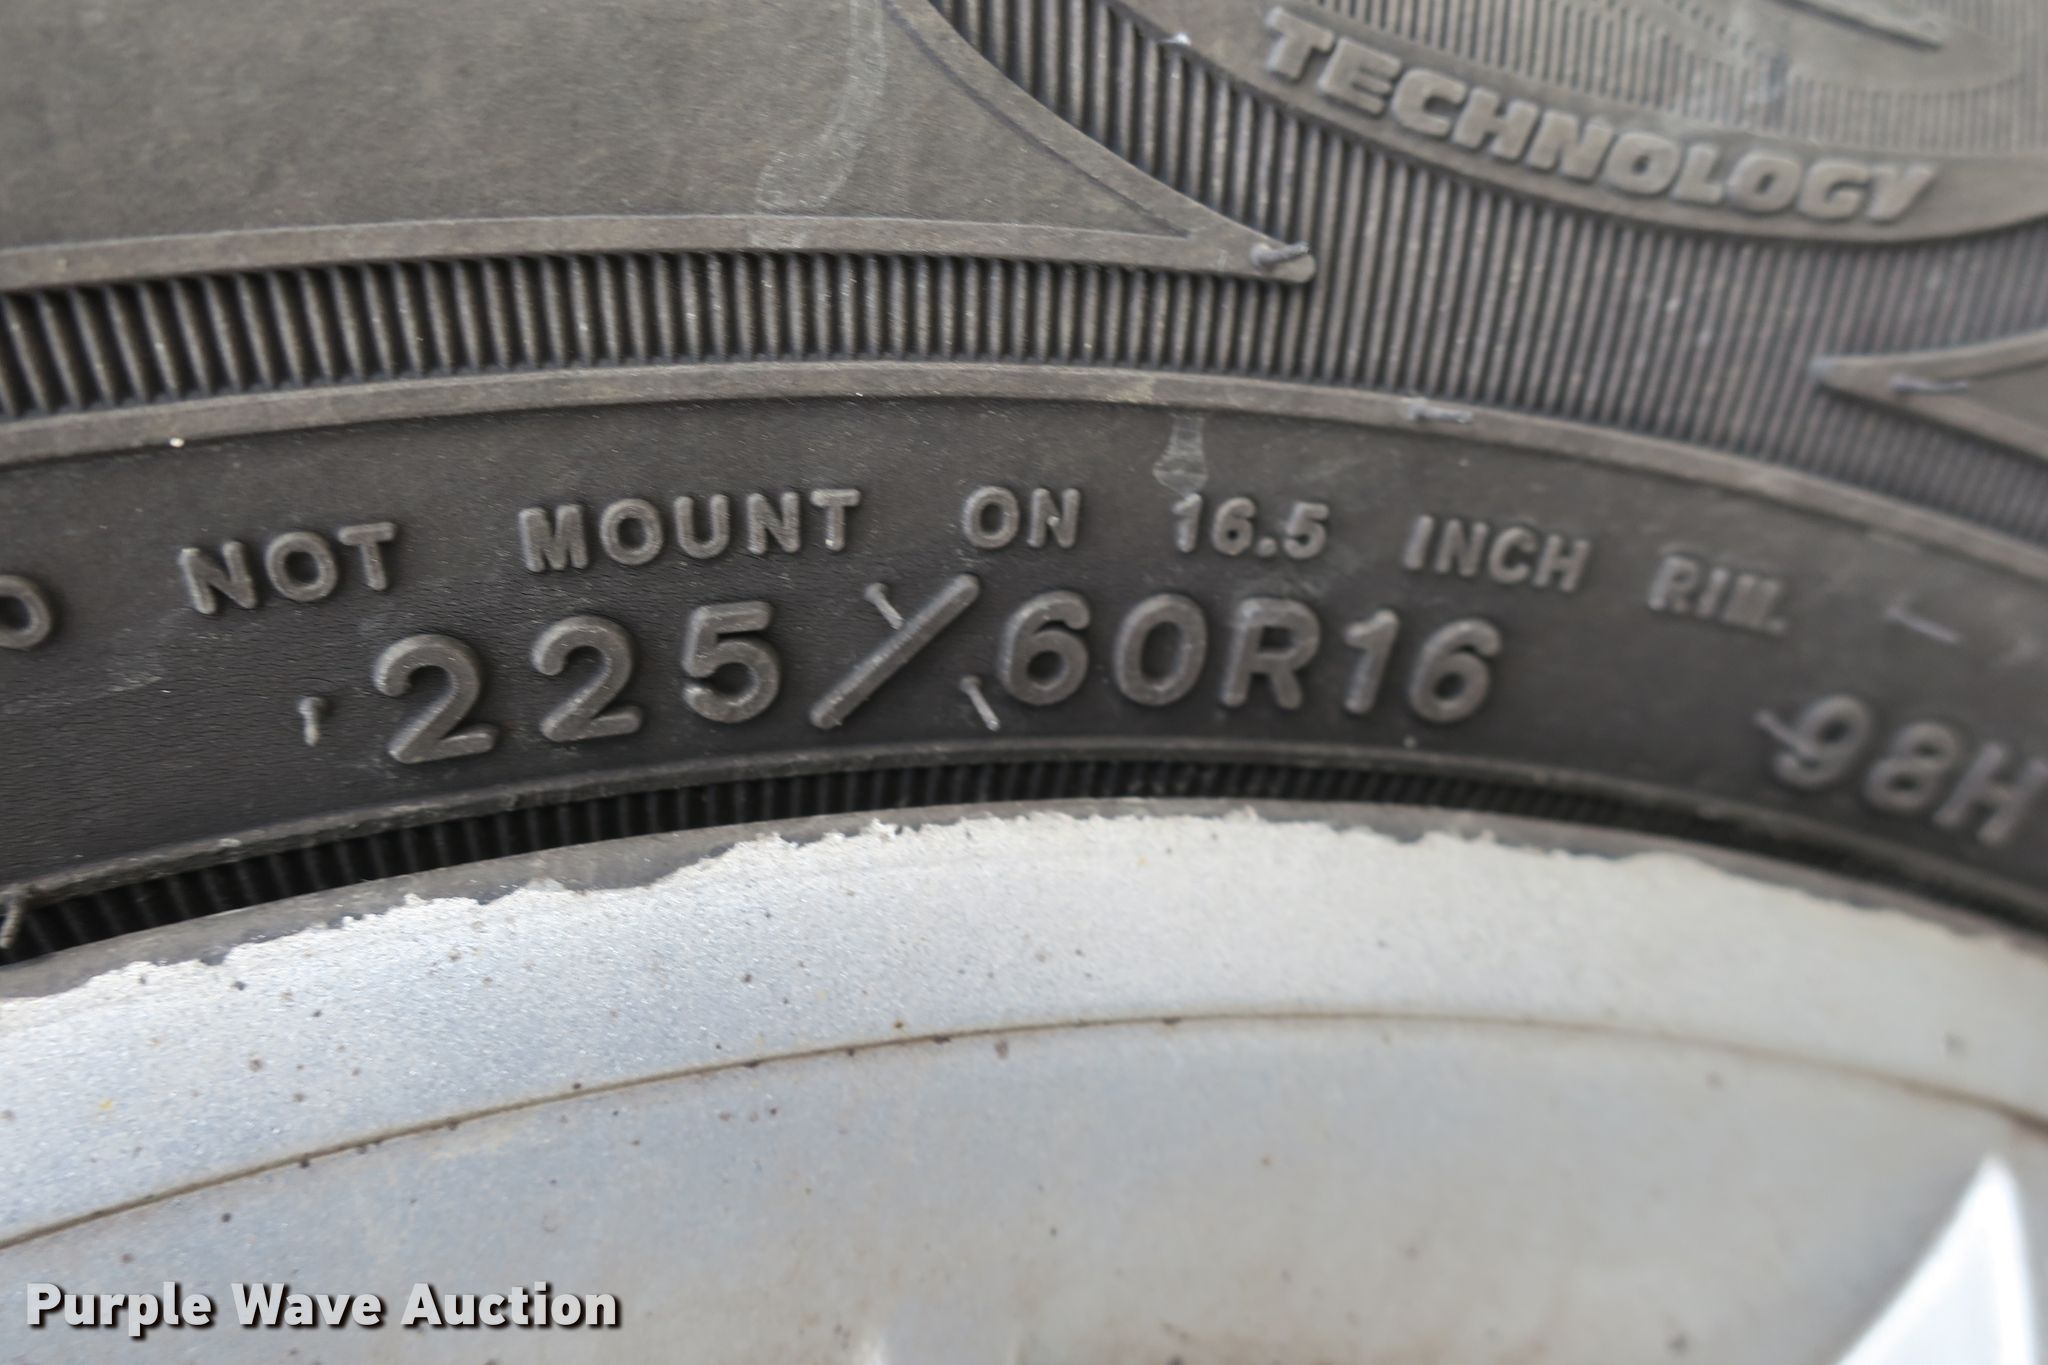 TECHNOLOGY
O NOT MOUNT ON 16.5 INCH RIM.
225/60R16 98H
Purple Wave Auction